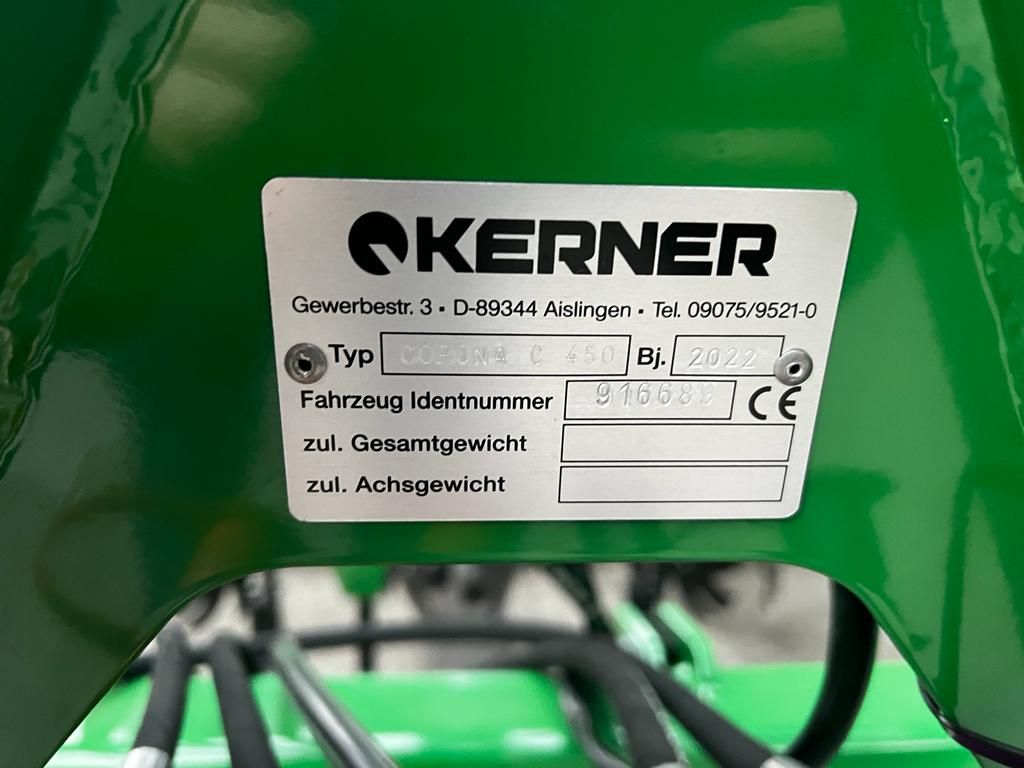 KERNER
Gewerbestr. 3 ▪ D-89344 Aislingen ▪ Tel. 09075/9521-0
Typ CORONA C 450 Bj. 2022
Fahrzeug Identnummer 916689 CE
zul. Gesamtgewicht
zul. Achsgewicht